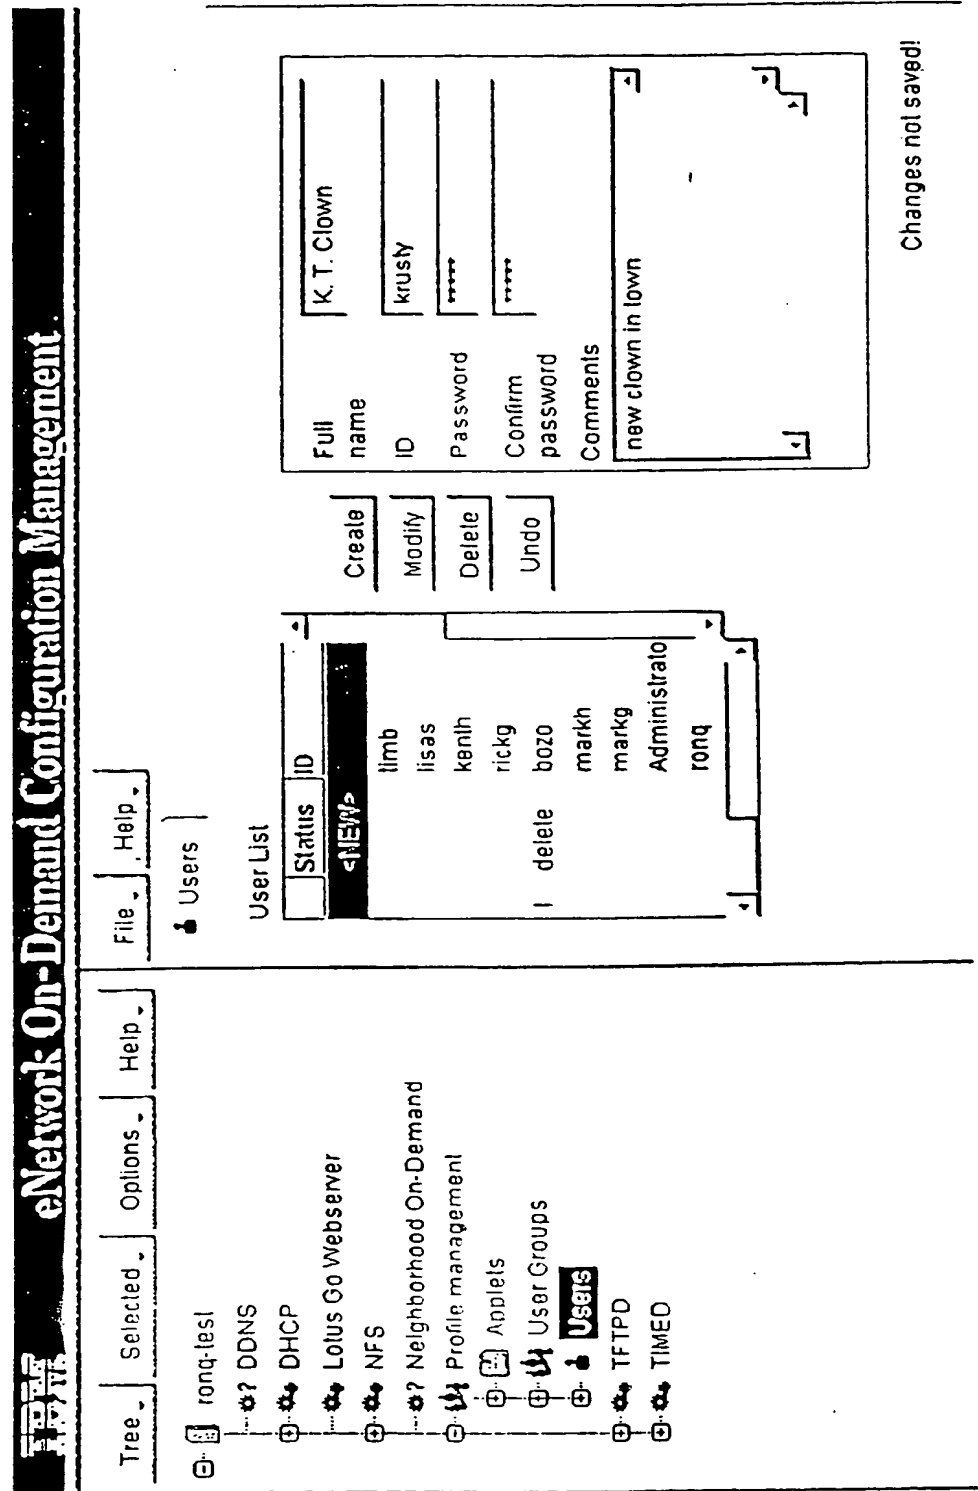 IBM eNetwork On-Demand Configuration Management
Tree Selected Options Help
ronq-test
? DDNS
DHCP
Lotus Go Webserver
NFS
? Neighborhood On-Demand
Profile management
Applets
User Groups
Users
TFTPD
TIMED
File Help
Users
User List
Status ID
<NEW>
timb
lisas
kenth
rickg
delete bozo
markh
markg
Administrato
ronq
Create
Modify
Delete
Undo
Full name K. T. Clown
ID krusty
Password *****
Confirm password *****
Comments
new clown in town
Changes not saved!